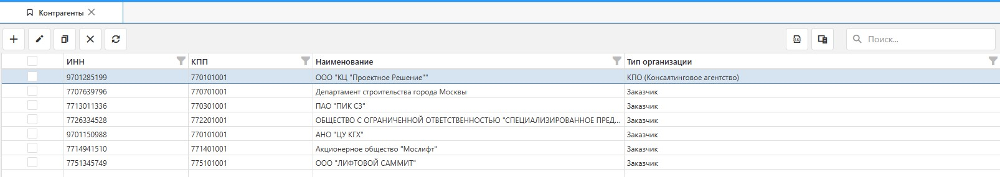 Контрагенты
Поиск...
ИНН КПП Наименование Тип организации
9701285199 770101001 ООО "КЦ "Проектное Решение"" КПО (Консалтинговое агентство)
7707639796 770701001 Департамент строительства города Москвы Заказчик
7713011336 770301001 ПАО "ПИК СЗ" Заказчик
7726334528 772201001 ОБЩЕСТВО С ОГРАНИЧЕННОЙ ОТВЕТСТВЕННОСТЬЮ "СПЕЦИАЛИЗИРОВАННОЕ ПРЕД... Заказчик
9701150988 770101001 АНО "ЦУ КГХ" Заказчик
7714941510 771401001 Акционерное общество "Мослифт" Заказчик
7751345749 775101001 ООО "ЛИФТОВОЙ САММИТ" Заказчик